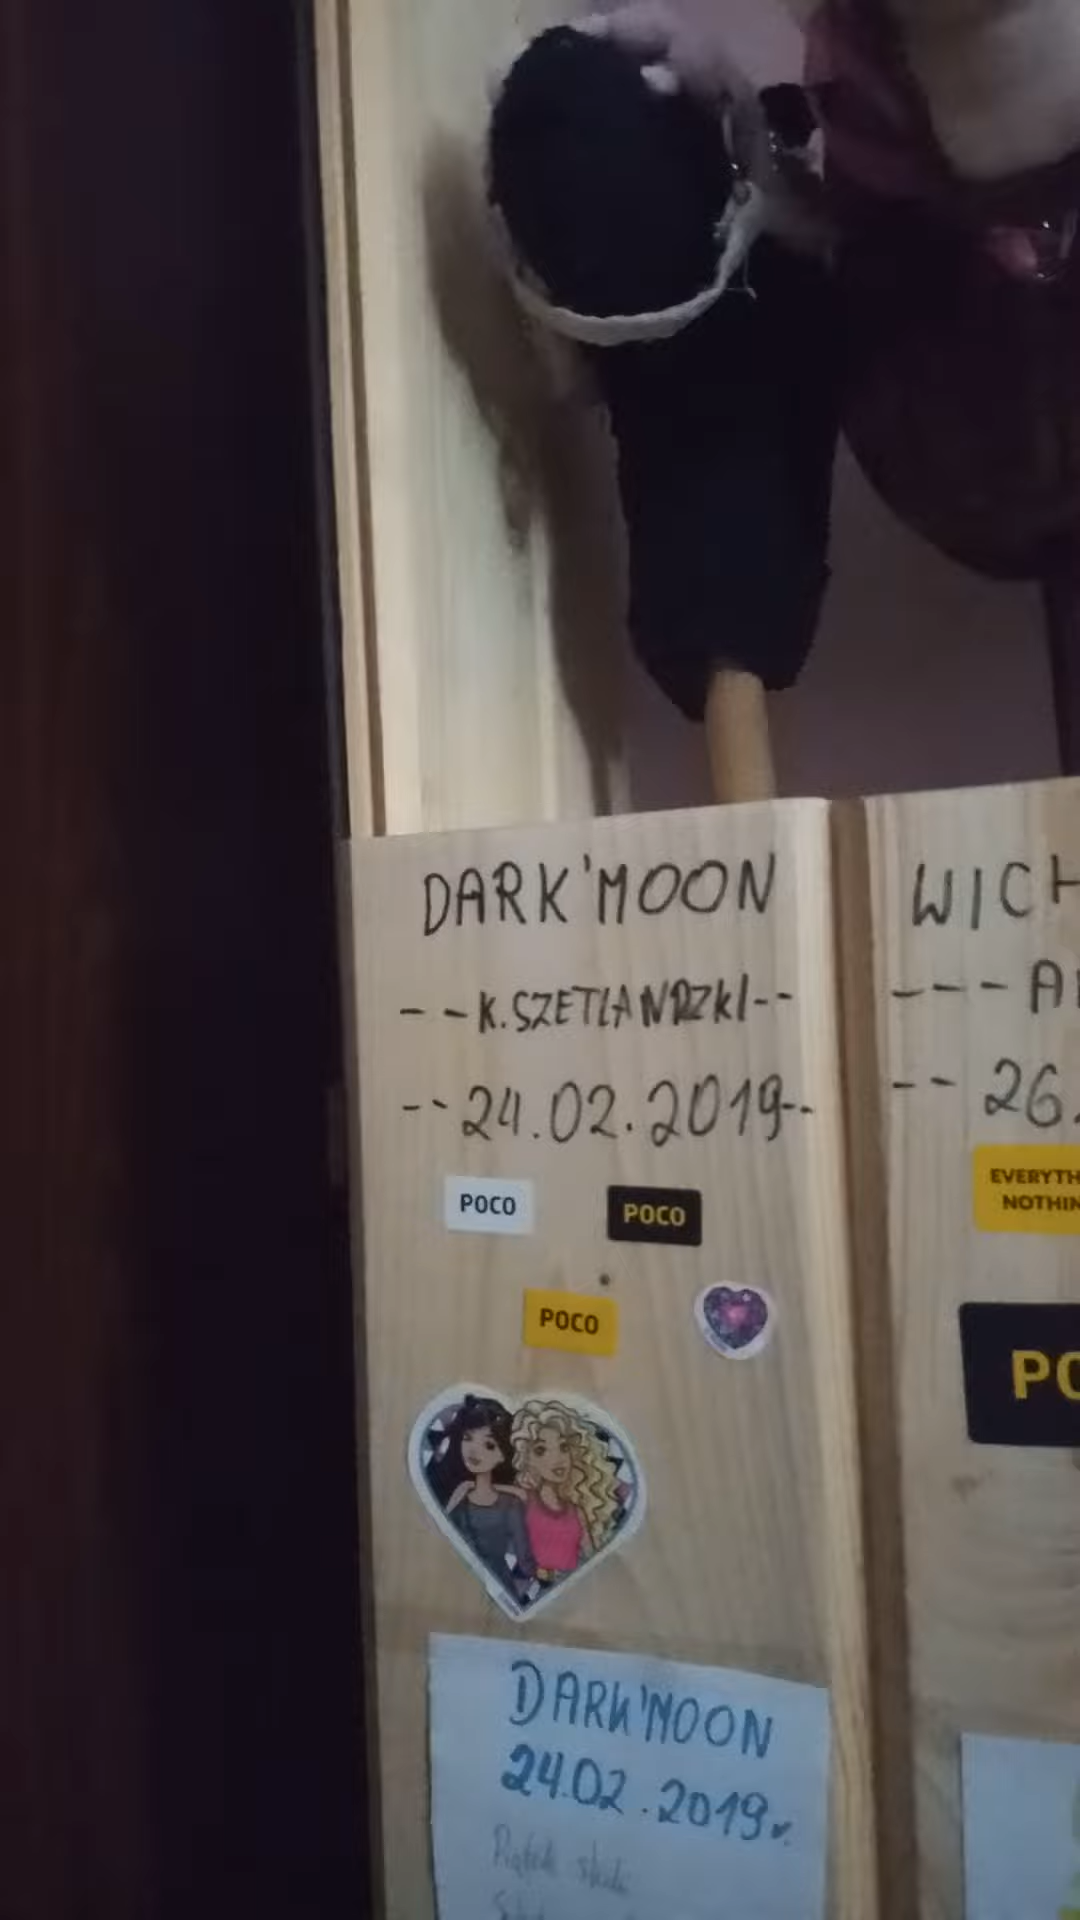 DARK'MOON
--K.SZETLANDZKI--
--24.02.2019--
POCO
POCO
POCO
DARK'MOON
24.02.2019r.
Piątek
WICH
---A
--26.
EVERYTH
NOTHIN
PO